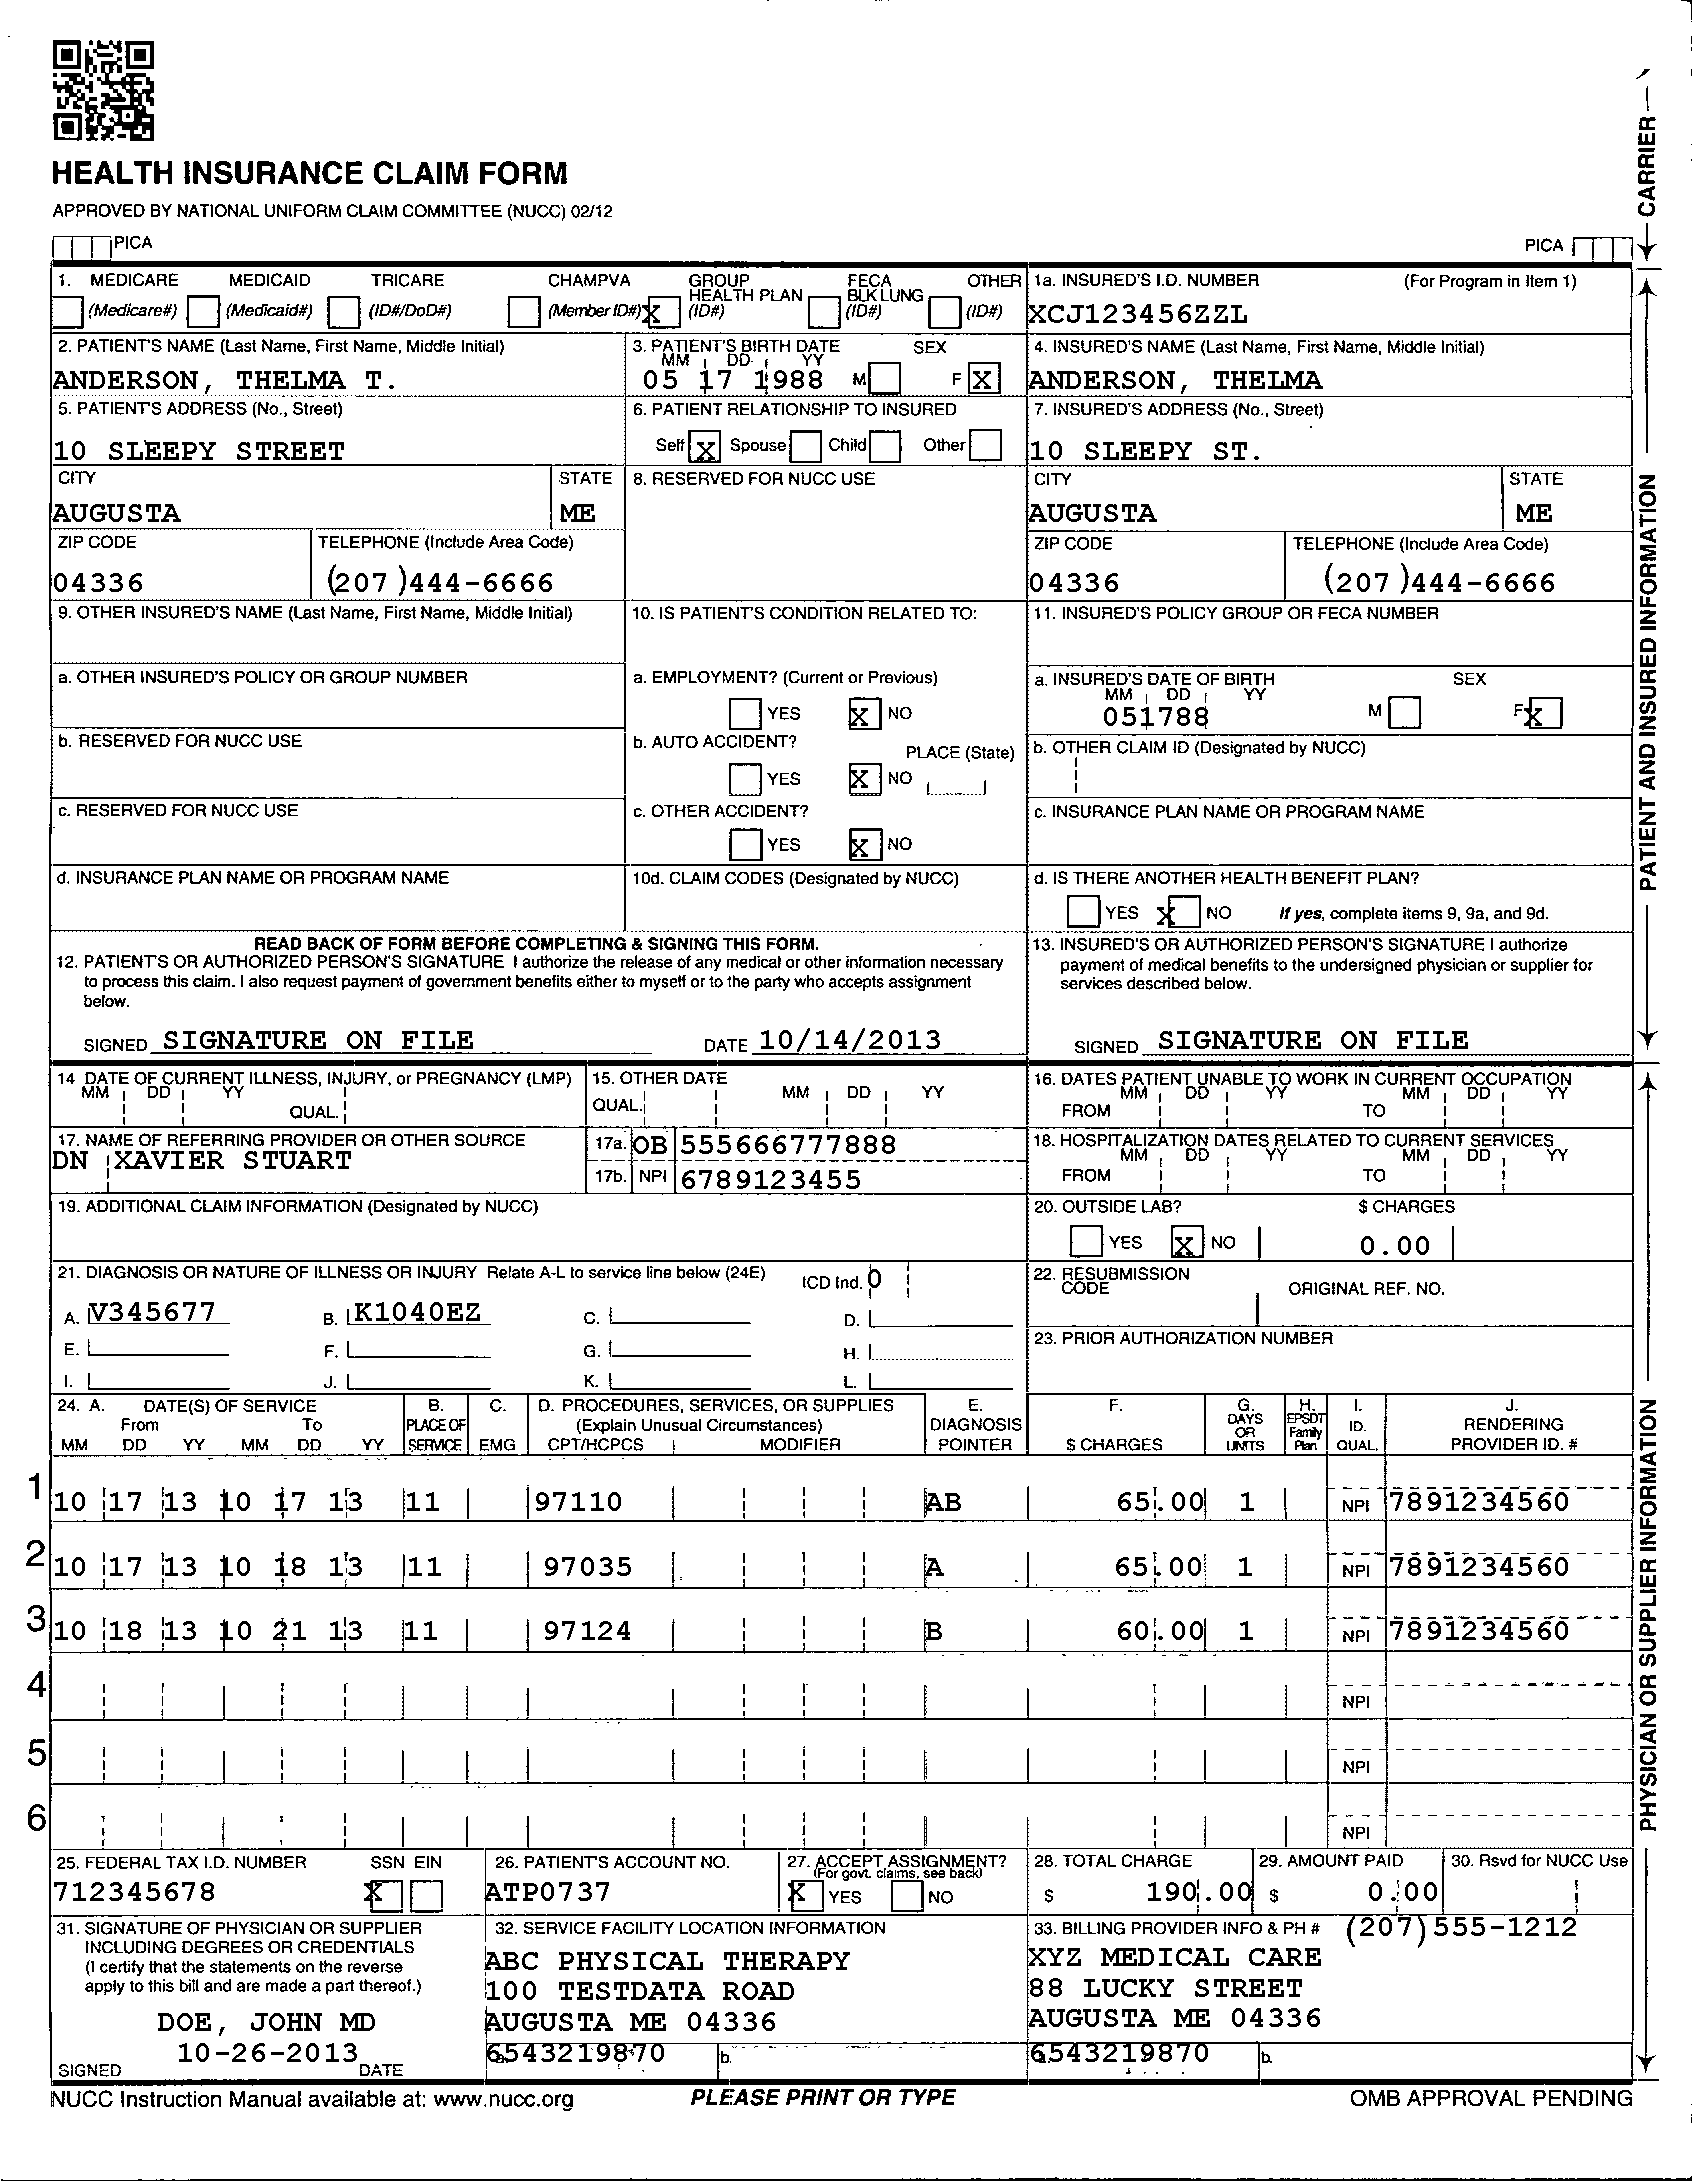 HEALTH INSURANCE CLAIM FORM
APPROVED BY NATIONAL UNIFORM CLAIM COMMITTEE (NUCC) 02/12
PICA
PICA
CARRIER
1. MEDICARE MEDICAID TRICARE CHAMPVA GROUP HEALTH PLAN FECA BLK LUNG OTHER
(Medicare#) (Medicaid#) (ID#/DoD#) (Member ID#) X (ID#) (ID#) (ID#)
1a. INSURED'S I.D. NUMBER (For Program in Item 1)
XCJ123456ZZL
2. PATIENT'S NAME (Last Name, First Name, Middle Initial)
ANDERSON, THELMA T.
3. PATIENT'S BIRTH DATE SEX
MM DD YY
05 17 1988 M F X
4. INSURED'S NAME (Last Name, First Name, Middle Initial)
ANDERSON, THELMA
5. PATIENT'S ADDRESS (No., Street)
10 SLEEPY STREET
6. PATIENT RELATIONSHIP TO INSURED
Self X Spouse Child Other
7. INSURED'S ADDRESS (No., Street)
10 SLEEPY ST.
CITY STATE
AUGUSTA ME
8. RESERVED FOR NUCC USE
CITY STATE
AUGUSTA ME
ZIP CODE TELEPHONE (Include Area Code)
04336 (207 )444-6666
ZIP CODE TELEPHONE (Include Area Code)
04336 (207 )444-6666
9. OTHER INSURED'S NAME (Last Name, First Name, Middle Initial)
10. IS PATIENT'S CONDITION RELATED TO:
11. INSURED'S POLICY GROUP OR FECA NUMBER
a. OTHER INSURED'S POLICY OR GROUP NUMBER
a. EMPLOYMENT? (Current or Previous)
YES X NO
a. INSURED'S DATE OF BIRTH SEX
MM DD YY
051788 M F X
b. RESERVED FOR NUCC USE
b. AUTO ACCIDENT? PLACE (State)
YES X NO
b. OTHER CLAIM ID (Designated by NUCC)
c. RESERVED FOR NUCC USE
c. OTHER ACCIDENT?
YES X NO
c. INSURANCE PLAN NAME OR PROGRAM NAME
d. INSURANCE PLAN NAME OR PROGRAM NAME
10d. CLAIM CODES (Designated by NUCC)
d. IS THERE ANOTHER HEALTH BENEFIT PLAN?
YES X NO If yes, complete items 9, 9a, and 9d.
PATIENT AND INSURED INFORMATION
READ BACK OF FORM BEFORE COMPLETING & SIGNING THIS FORM.
12. PATIENT'S OR AUTHORIZED PERSON'S SIGNATURE I authorize the release of any medical or other information necessary
to process this claim. I also request payment of government benefits either to myself or to the party who accepts assignment
below.
SIGNED SIGNATURE ON FILE DATE 10/14/2013
13. INSURED'S OR AUTHORIZED PERSON'S SIGNATURE I authorize
payment of medical benefits to the undersigned physician or supplier for
services described below.
SIGNED SIGNATURE ON FILE
14 DATE OF CURRENT ILLNESS, INJURY, or PREGNANCY (LMP)
MM DD YY QUAL.
15. OTHER DATE
QUAL. MM DD YY
16. DATES PATIENT UNABLE TO WORK IN CURRENT OCCUPATION
MM DD YY MM DD YY
FROM TO
17. NAME OF REFERRING PROVIDER OR OTHER SOURCE
DN XAVIER STUART
17a. OB 555666777888
17b. NPI 6789123455
18. HOSPITALIZATION DATES RELATED TO CURRENT SERVICES
MM DD YY MM DD YY
FROM TO
19. ADDITIONAL CLAIM INFORMATION (Designated by NUCC)
20. OUTSIDE LAB? $ CHARGES
YES X NO 0.00
21. DIAGNOSIS OR NATURE OF ILLNESS OR INJURY Relate A-L to service line below (24E) ICD Ind. 0
A. V345677 B. K1040EZ C. D.
E. F. G. H.
I. J. K. L.
22. RESUBMISSION
CODE ORIGINAL REF. NO.
23. PRIOR AUTHORIZATION NUMBER
24. A. DATE(S) OF SERVICE B. C. D. PROCEDURES, SERVICES, OR SUPPLIES E. F. G. H. I. J.
From To PLACE OF (Explain Unusual Circumstances) DIAGNOSIS DAYS OR EPSDT Family ID. RENDERING
MM DD YY MM DD YY SERVICE EMG CPT/HCPCS MODIFIER POINTER $ CHARGES UNITS Plan QUAL. PROVIDER ID. #
1 10 17 13 10 17 13 11 97110 AB 65.00 1 NPI 7891234560
2 10 17 13 10 18 13 11 97035 A 65.00 1 NPI 7891234560
3 10 18 13 10 21 13 11 97124 B 60.00 1 NPI 7891234560
4 NPI
5 NPI
6 NPI
PHYSICIAN OR SUPPLIER INFORMATION
25. FEDERAL TAX I.D. NUMBER SSN EIN
712345678 X
26. PATIENT'S ACCOUNT NO.
ATP0737
27. ACCEPT ASSIGNMENT?
(For govt. claims, see back)
X YES NO
28. TOTAL CHARGE
$ 190.00
29. AMOUNT PAID
$ 0.00
30. Rsvd for NUCC Use
31. SIGNATURE OF PHYSICIAN OR SUPPLIER
INCLUDING DEGREES OR CREDENTIALS
(I certify that the statements on the reverse
apply to this bill and are made a part thereof.)
DOE, JOHN MD
10-26-2013
SIGNED DATE
32. SERVICE FACILITY LOCATION INFORMATION
ABC PHYSICAL THERAPY
100 TESTDATA ROAD
AUGUSTA ME 04336
a. 6543219870 b.
33. BILLING PROVIDER INFO & PH # (207)555-1212
XYZ MEDICAL CARE
88 LUCKY STREET
AUGUSTA ME 04336
a. 6543219870 b.
NUCC Instruction Manual available at: www.nucc.org
PLEASE PRINT OR TYPE
OMB APPROVAL PENDING